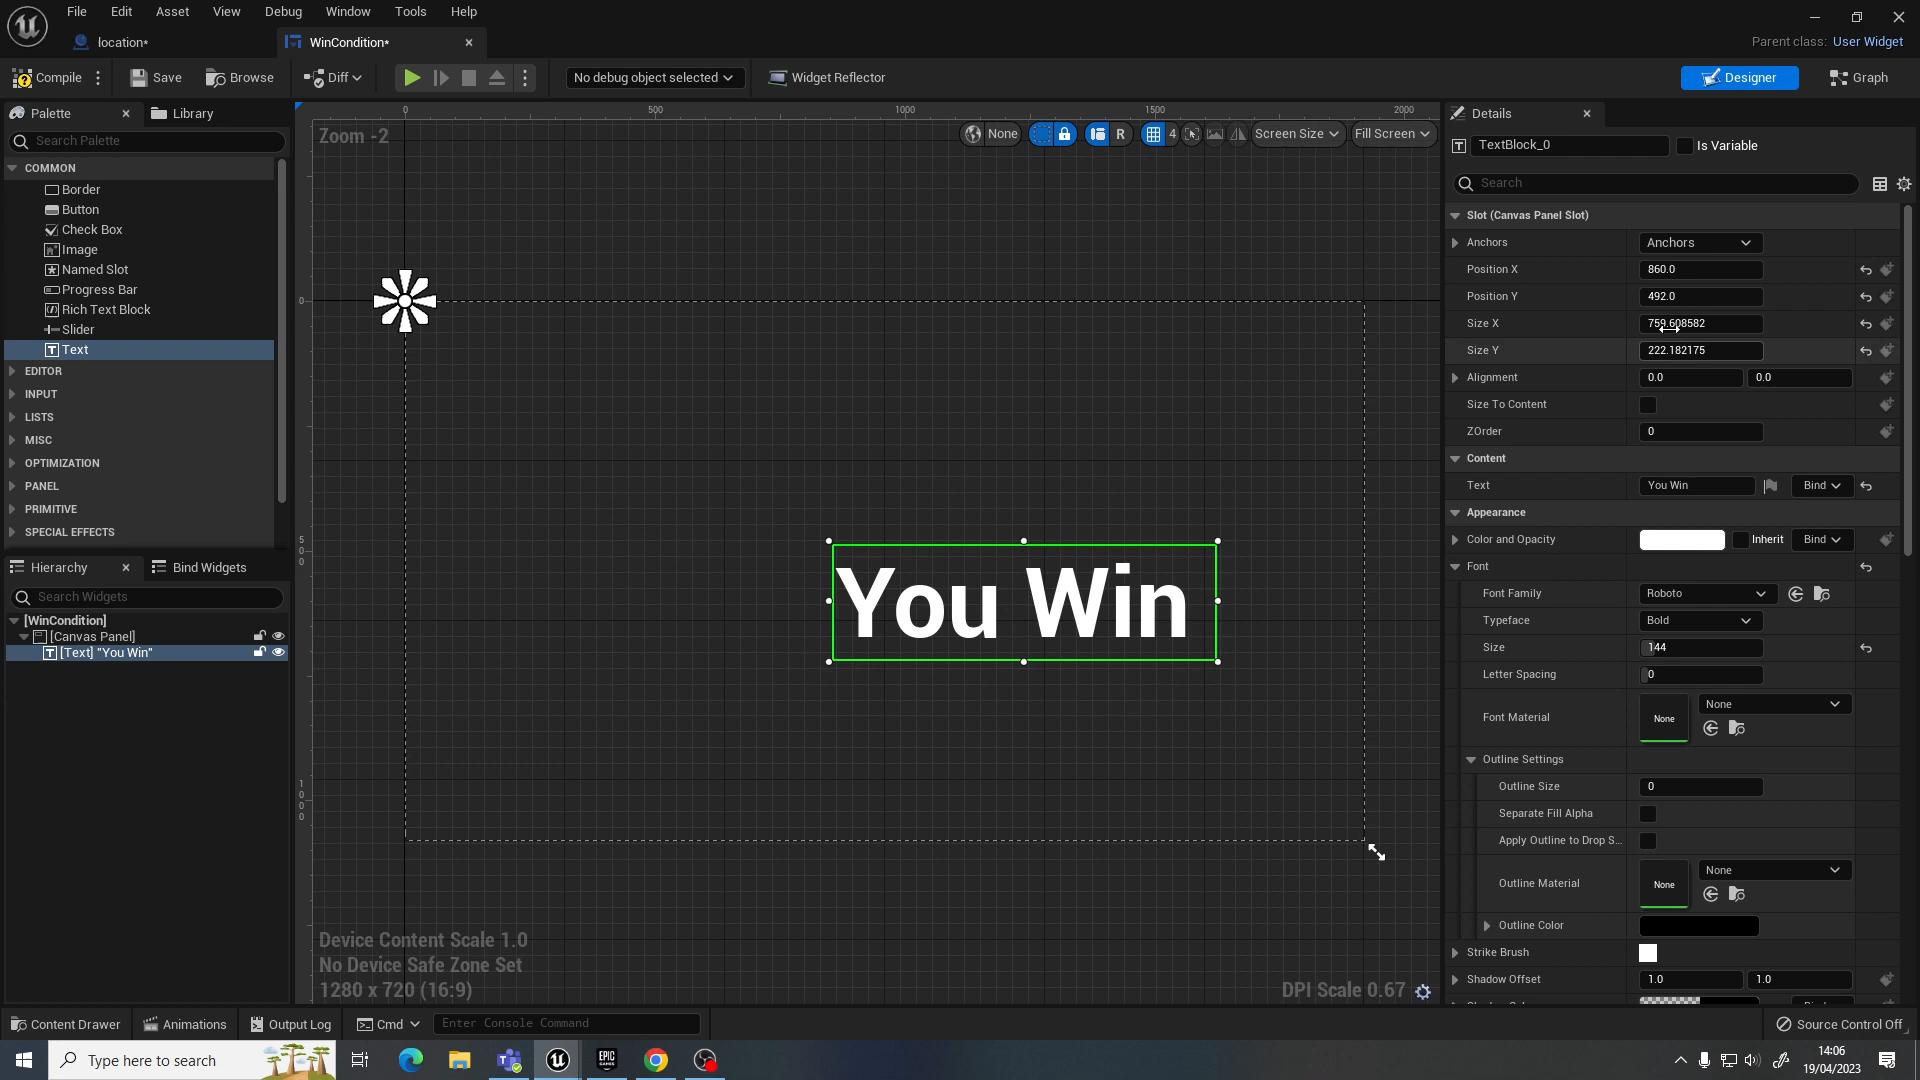 File Edit Asset View Debug Window Tools Help
location*
WinCondition*
Parent class: User Widget
Compile Save Browse Diff
No debug object selected
Widget Reflector
Designer Graph
Palette
Library
Search Palette
COMMON
Border
Button
Check Box
Image
Named Slot
Progress Bar
Rich Text Block
Slider
Text
EDITOR
INPUT
LISTS
MISC
OPTIMIZATION
PANEL
PRIMITIVE
SPECIAL EFFECTS
Hierarchy
Bind Widgets
Search Widgets
[WinCondition]
[Canvas Panel]
[Text] "You Win"
0 500 1000 1500 2000
Zoom -2
None R 4 Screen Size Fill Screen
0
500
1000
You Win
Device Content Scale 1.0
No Device Safe Zone Set
1280 x 720 (16:9)
DPI Scale 0.67
Details
TextBlock_0
Is Variable
Search
Slot (Canvas Panel Slot)
Anchors Anchors
Position X 860.0
Position Y 492.0
Size X 759.608582
Size Y 222.182175
Alignment 0.0 0.0
Size To Content
ZOrder 0
Content
Text You Win Bind
Appearance
Color and Opacity Inherit Bind
Font
Font Family Roboto
Typeface Bold
Size 144
Letter Spacing 0
Font Material None None
Outline Settings
Outline Size 0
Separate Fill Alpha
Apply Outline to Drop S...
Outline Material None None
Outline Color
Strike Brush
Shadow Offset 1.0 1.0
Content Drawer Animations Output Log Cmd Enter Console Command
Source Control Off
Type here to search
EPIC GAMES
14:06
19/04/2023